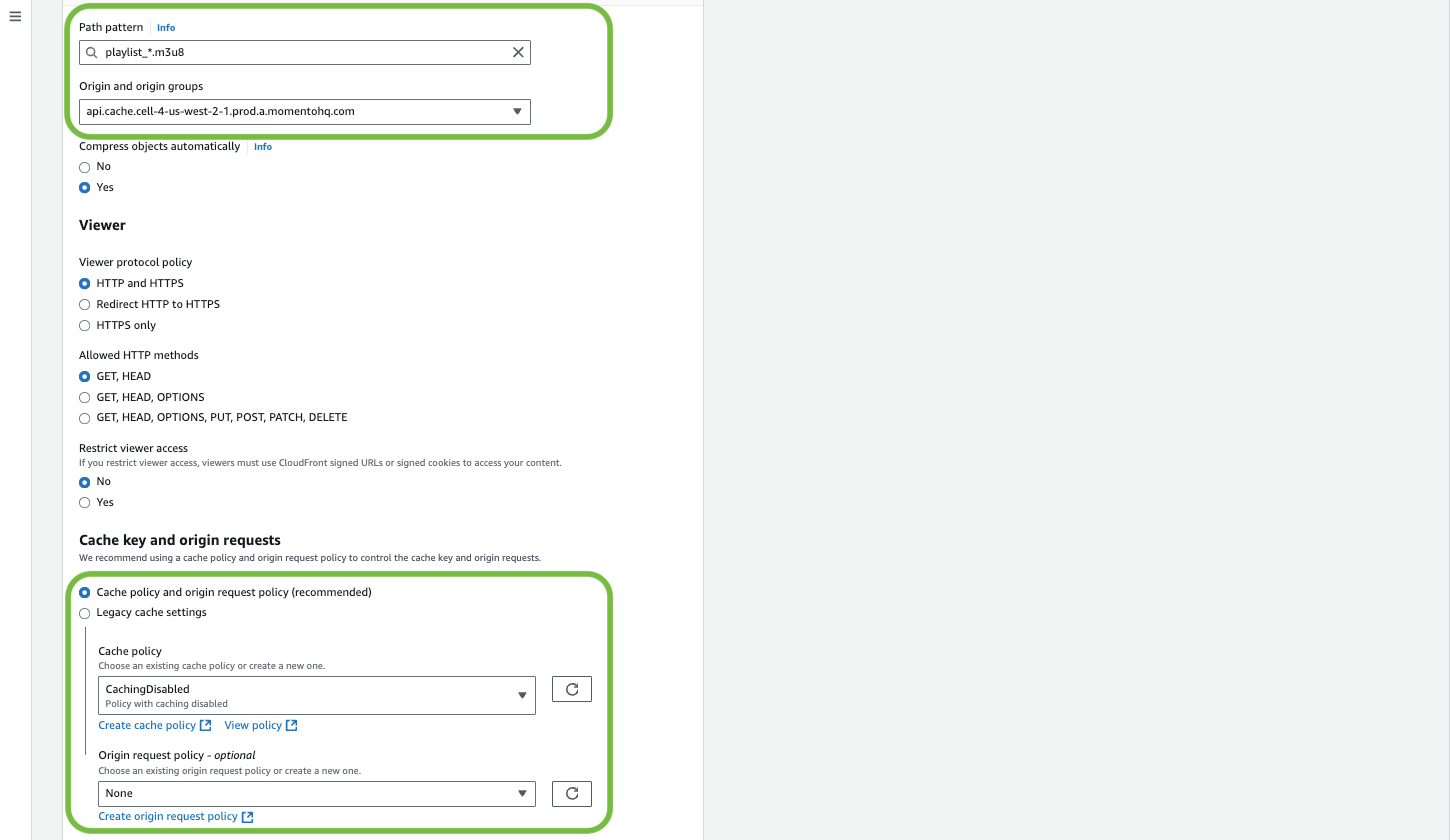 Path pattern Info
playlist_*.m3u8
Origin and origin groups
api.cache.cell-4-us-west-2-1.prod.a.momentohq.com
Compress objects automatically Info
No
Yes
Viewer
Viewer protocol policy
HTTP and HTTPS
Redirect HTTP to HTTPS
HTTPS only
Allowed HTTP methods
GET, HEAD
GET, HEAD, OPTIONS
GET, HEAD, OPTIONS, PUT, POST, PATCH, DELETE
Restrict viewer access
If you restrict viewer access, viewers must use CloudFront signed URLs or signed cookies to access your content.
No
Yes
Cache key and origin requests
We recommend using a cache policy and origin request policy to control the cache key and origin requests.
Cache policy and origin request policy (recommended)
Legacy cache settings
Cache policy
Choose an existing cache policy or create a new one.
CachingDisabled
Policy with caching disabled
Create cache policy View policy
Origin request policy - optional
Choose an existing origin request policy or create a new one.
None
Create origin request policy